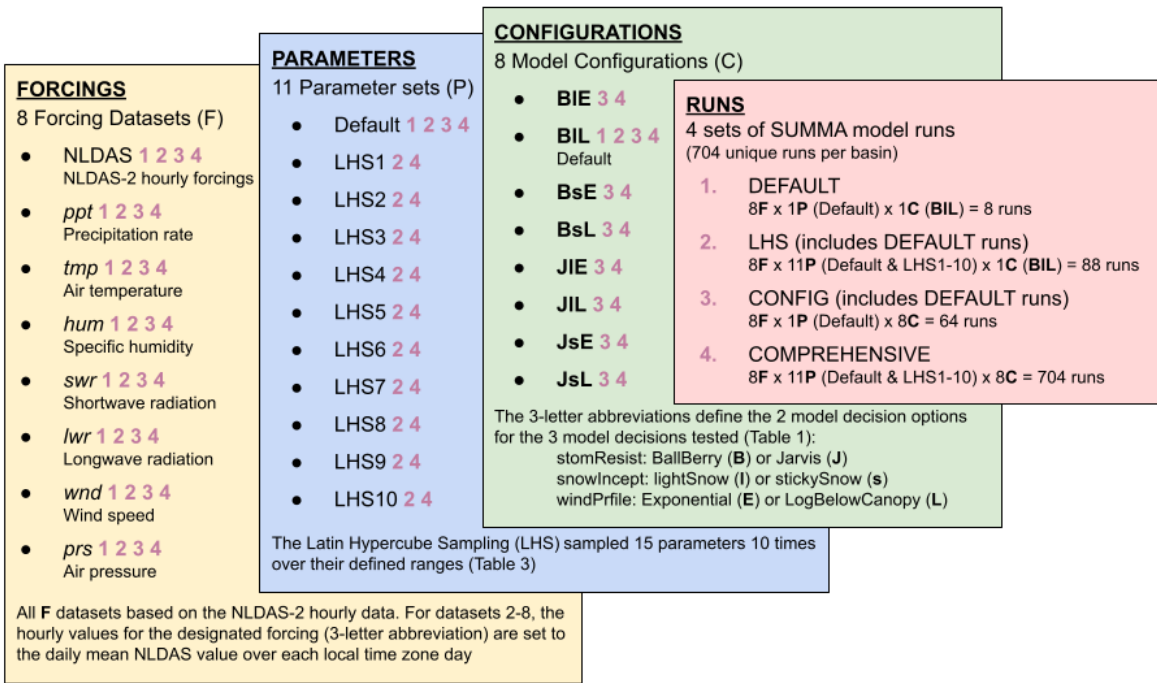 FORCINGS
8 Forcing Datasets (F)
● NLDAS 1 2 3 4
NLDAS-2 hourly forcings
● ppt 1 2 3 4
Precipitation rate
● tmp 1 2 3 4
Air temperature
● hum 1 2 3 4
Specific humidity
● swr 1 2 3 4
Shortwave radiation
● lwr 1 2 3 4
Longwave radiation
● wnd 1 2 3 4
Wind speed
● prs 1 2 3 4
Air pressure
All F datasets based on the NLDAS-2 hourly data. For datasets 2-8, the
hourly values for the designated forcing (3-letter abbreviation) are set to
the daily mean NLDAS value over each local time zone day
PARAMETERS
11 Parameter sets (P)
● Default 1 2 3 4
● LHS1 2 4
● LHS2 2 4
● LHS3 2 4
● LHS4 2 4
● LHS5 2 4
● LHS6 2 4
● LHS7 2 4
● LHS8 2 4
● LHS9 2 4
● LHS10 2 4
The Latin Hypercube Sampling (LHS) sampled 15 parameters 10 times
over their defined ranges (Table 3)
CONFIGURATIONS
8 Model Configurations (C)
● BlE 3 4
● BlL 1 2 3 4
Default
● BsE 3 4
● BsL 3 4
● JlE 3 4
● JlL 3 4
● JsE 3 4
● JsL 3 4
The 3-letter abbreviations define the 2 model decision options
for the 3 model decisions tested (Table 1):
stomResist: BallBerry (B) or Jarvis (J)
snowIncept: lightSnow (l) or stickySnow (s)
windPrfile: Exponential (E) or LogBelowCanopy (L)
RUNS
4 sets of SUMMA model runs
(704 unique runs per basin)
1. DEFAULT
8F x 1P (Default) x 1C (BlL) = 8 runs
2. LHS (includes DEFAULT runs)
8F x 11P (Default & LHS1-10) x 1C (BlL) = 88 runs
3. CONFIG (includes DEFAULT runs)
8F x 1P (Default) x 8C = 64 runs
4. COMPREHENSIVE
8F x 11P (Default & LHS1-10) x 8C = 704 runs